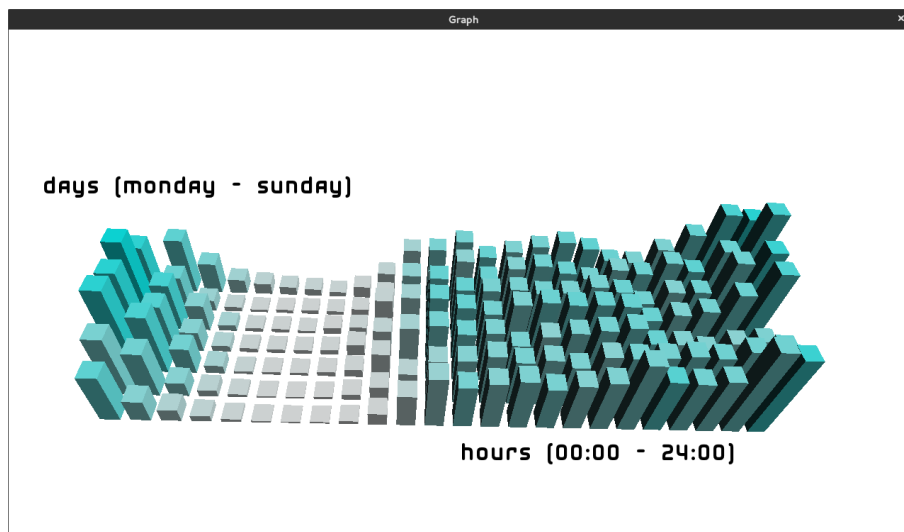 Graph
×
days (monday - sunday)
hours (00:00 - 24:00)